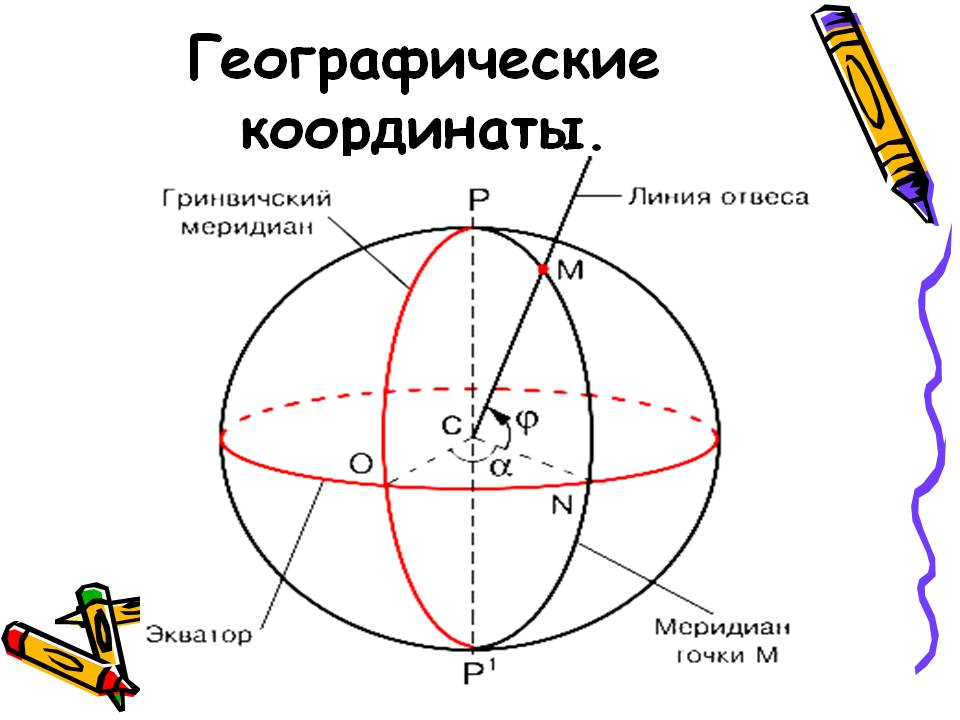 Географические
координаты.
Гринвичский
меридиан
P
Линия отвеса
M
C
φ
O
α
N
Экватор
Меридиан
точки М
P¹